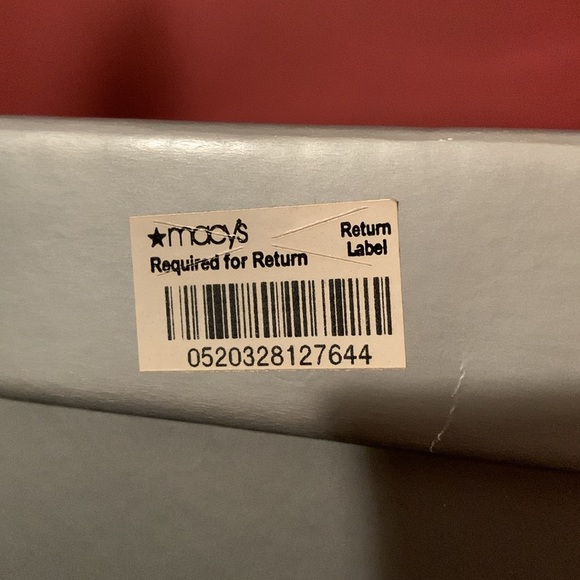 ★macy's
Return
Label
Required for Return
0520328127644